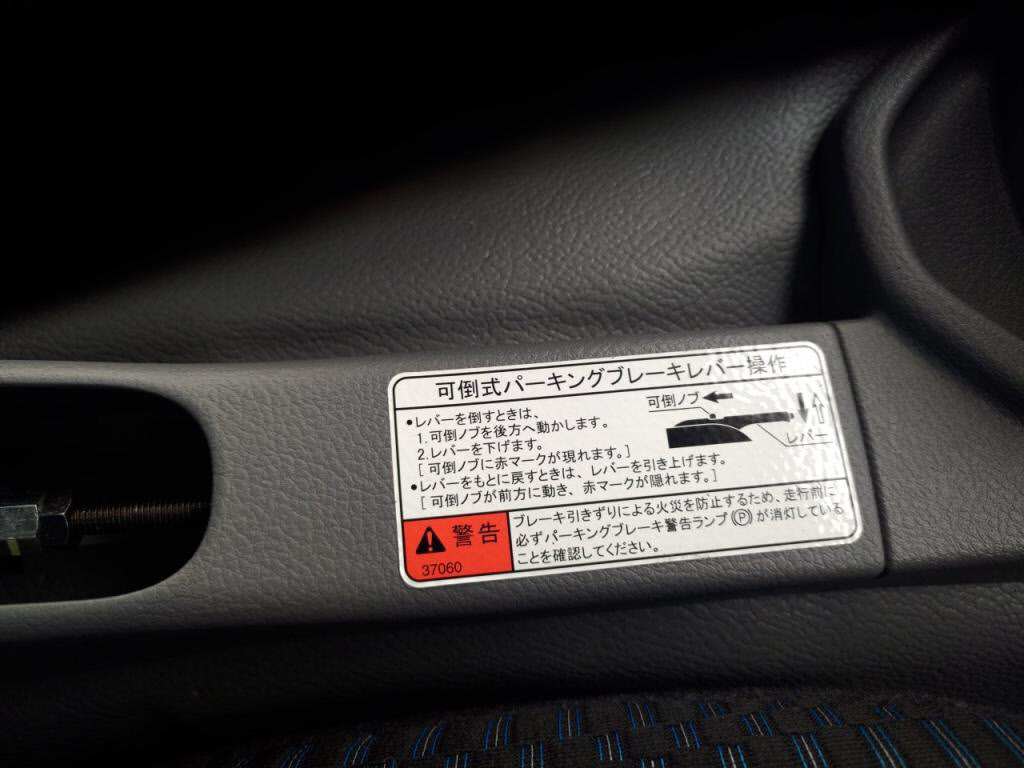 可倒式パーキングブレーキレバー操作
•レバーを倒すときは、
1.可倒ノブを後方へ動かします。
2.レバーを下げます。
[可倒ノブに赤マークが現れます。]
•レバーをもとに戻すときは、レバーを引き上げます。
[可倒ノブが前方に動き、赤マークが隠れます。]
可倒ノブ
レバー
警告
37060
ブレーキ引きずりによる火災を防止するため、走行前に
必ずパーキングブレーキ警告ランプ(Ⓟ)が消灯している
ことを確認してください。